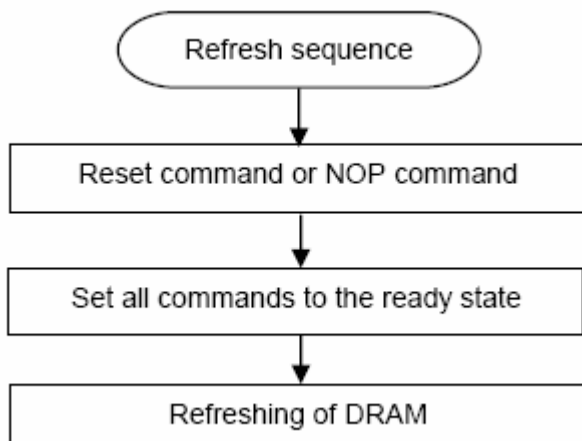 Refresh sequence
Reset command or NOP command
Set all commands to the ready state
Refreshing of DRAM